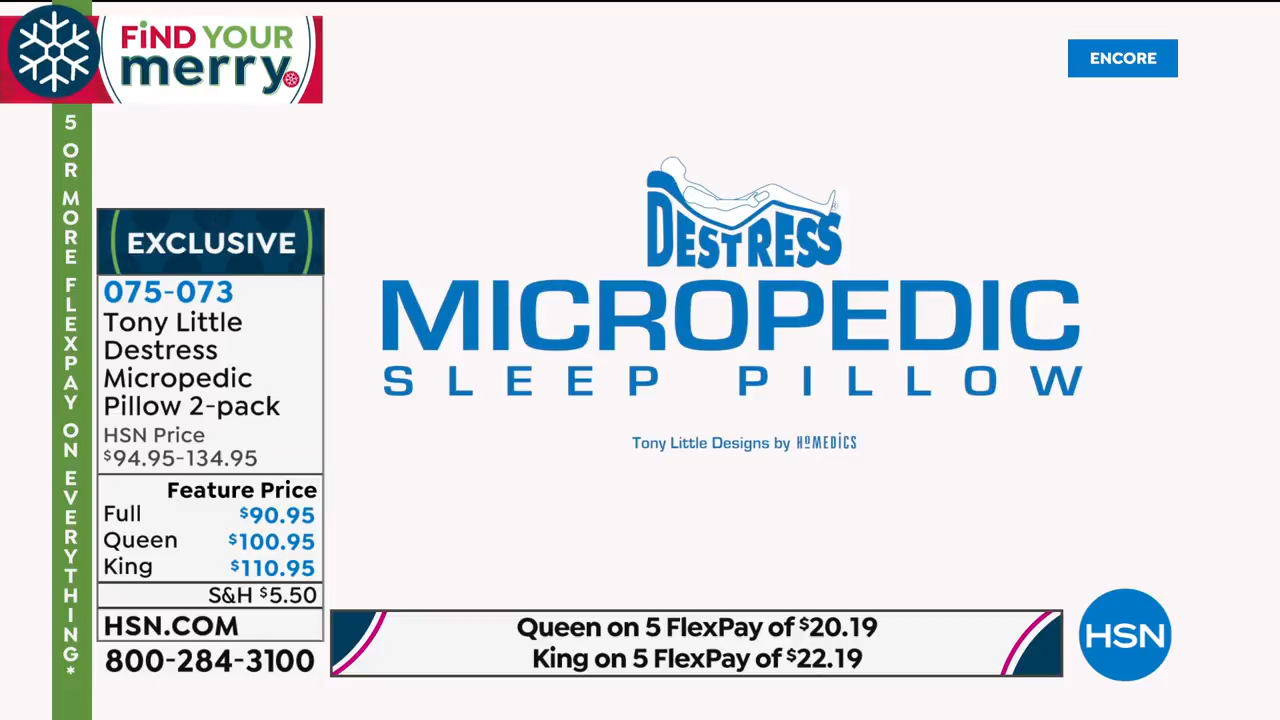 FiND YOUR
merry.
ENCORE
5 OR MORE FLEXPAY ON EVERYTHING*
EXCLUSIVE
075-073
Tony Little
Destress
Micropedic
Pillow 2-pack
HSN Price
$94.95-134.95
Feature Price
Full $90.95
Queen $100.95
King $110.95
S&H $5.50
HSN.COM
800-284-3100
DESTRESS
MICROPEDIC
SLEEP PILLOW
Tony Little Designs by HOMEDICS
Queen on 5 FlexPay of $20.19
King on 5 FlexPay of $22.19
HSN